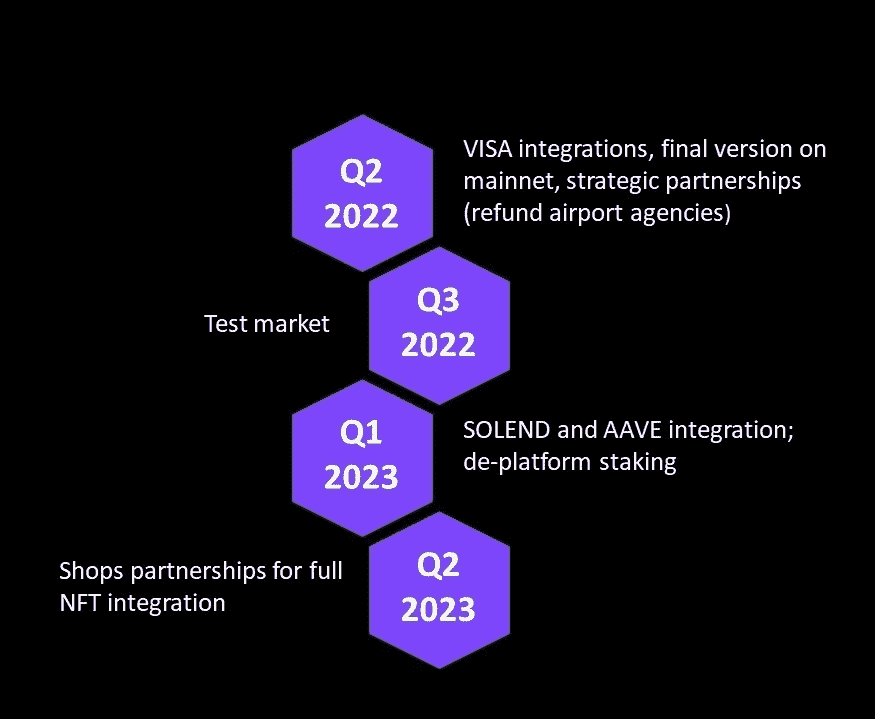 Q2
2022
VISA integrations, final version on
mainnet, strategic partnerships
(refund airport agencies)
Q3
2022
Test market
Q1
2023
SOLEND and AAVE integration;
de-platform staking
Q2
2023
Shops partnerships for full
NFT integration